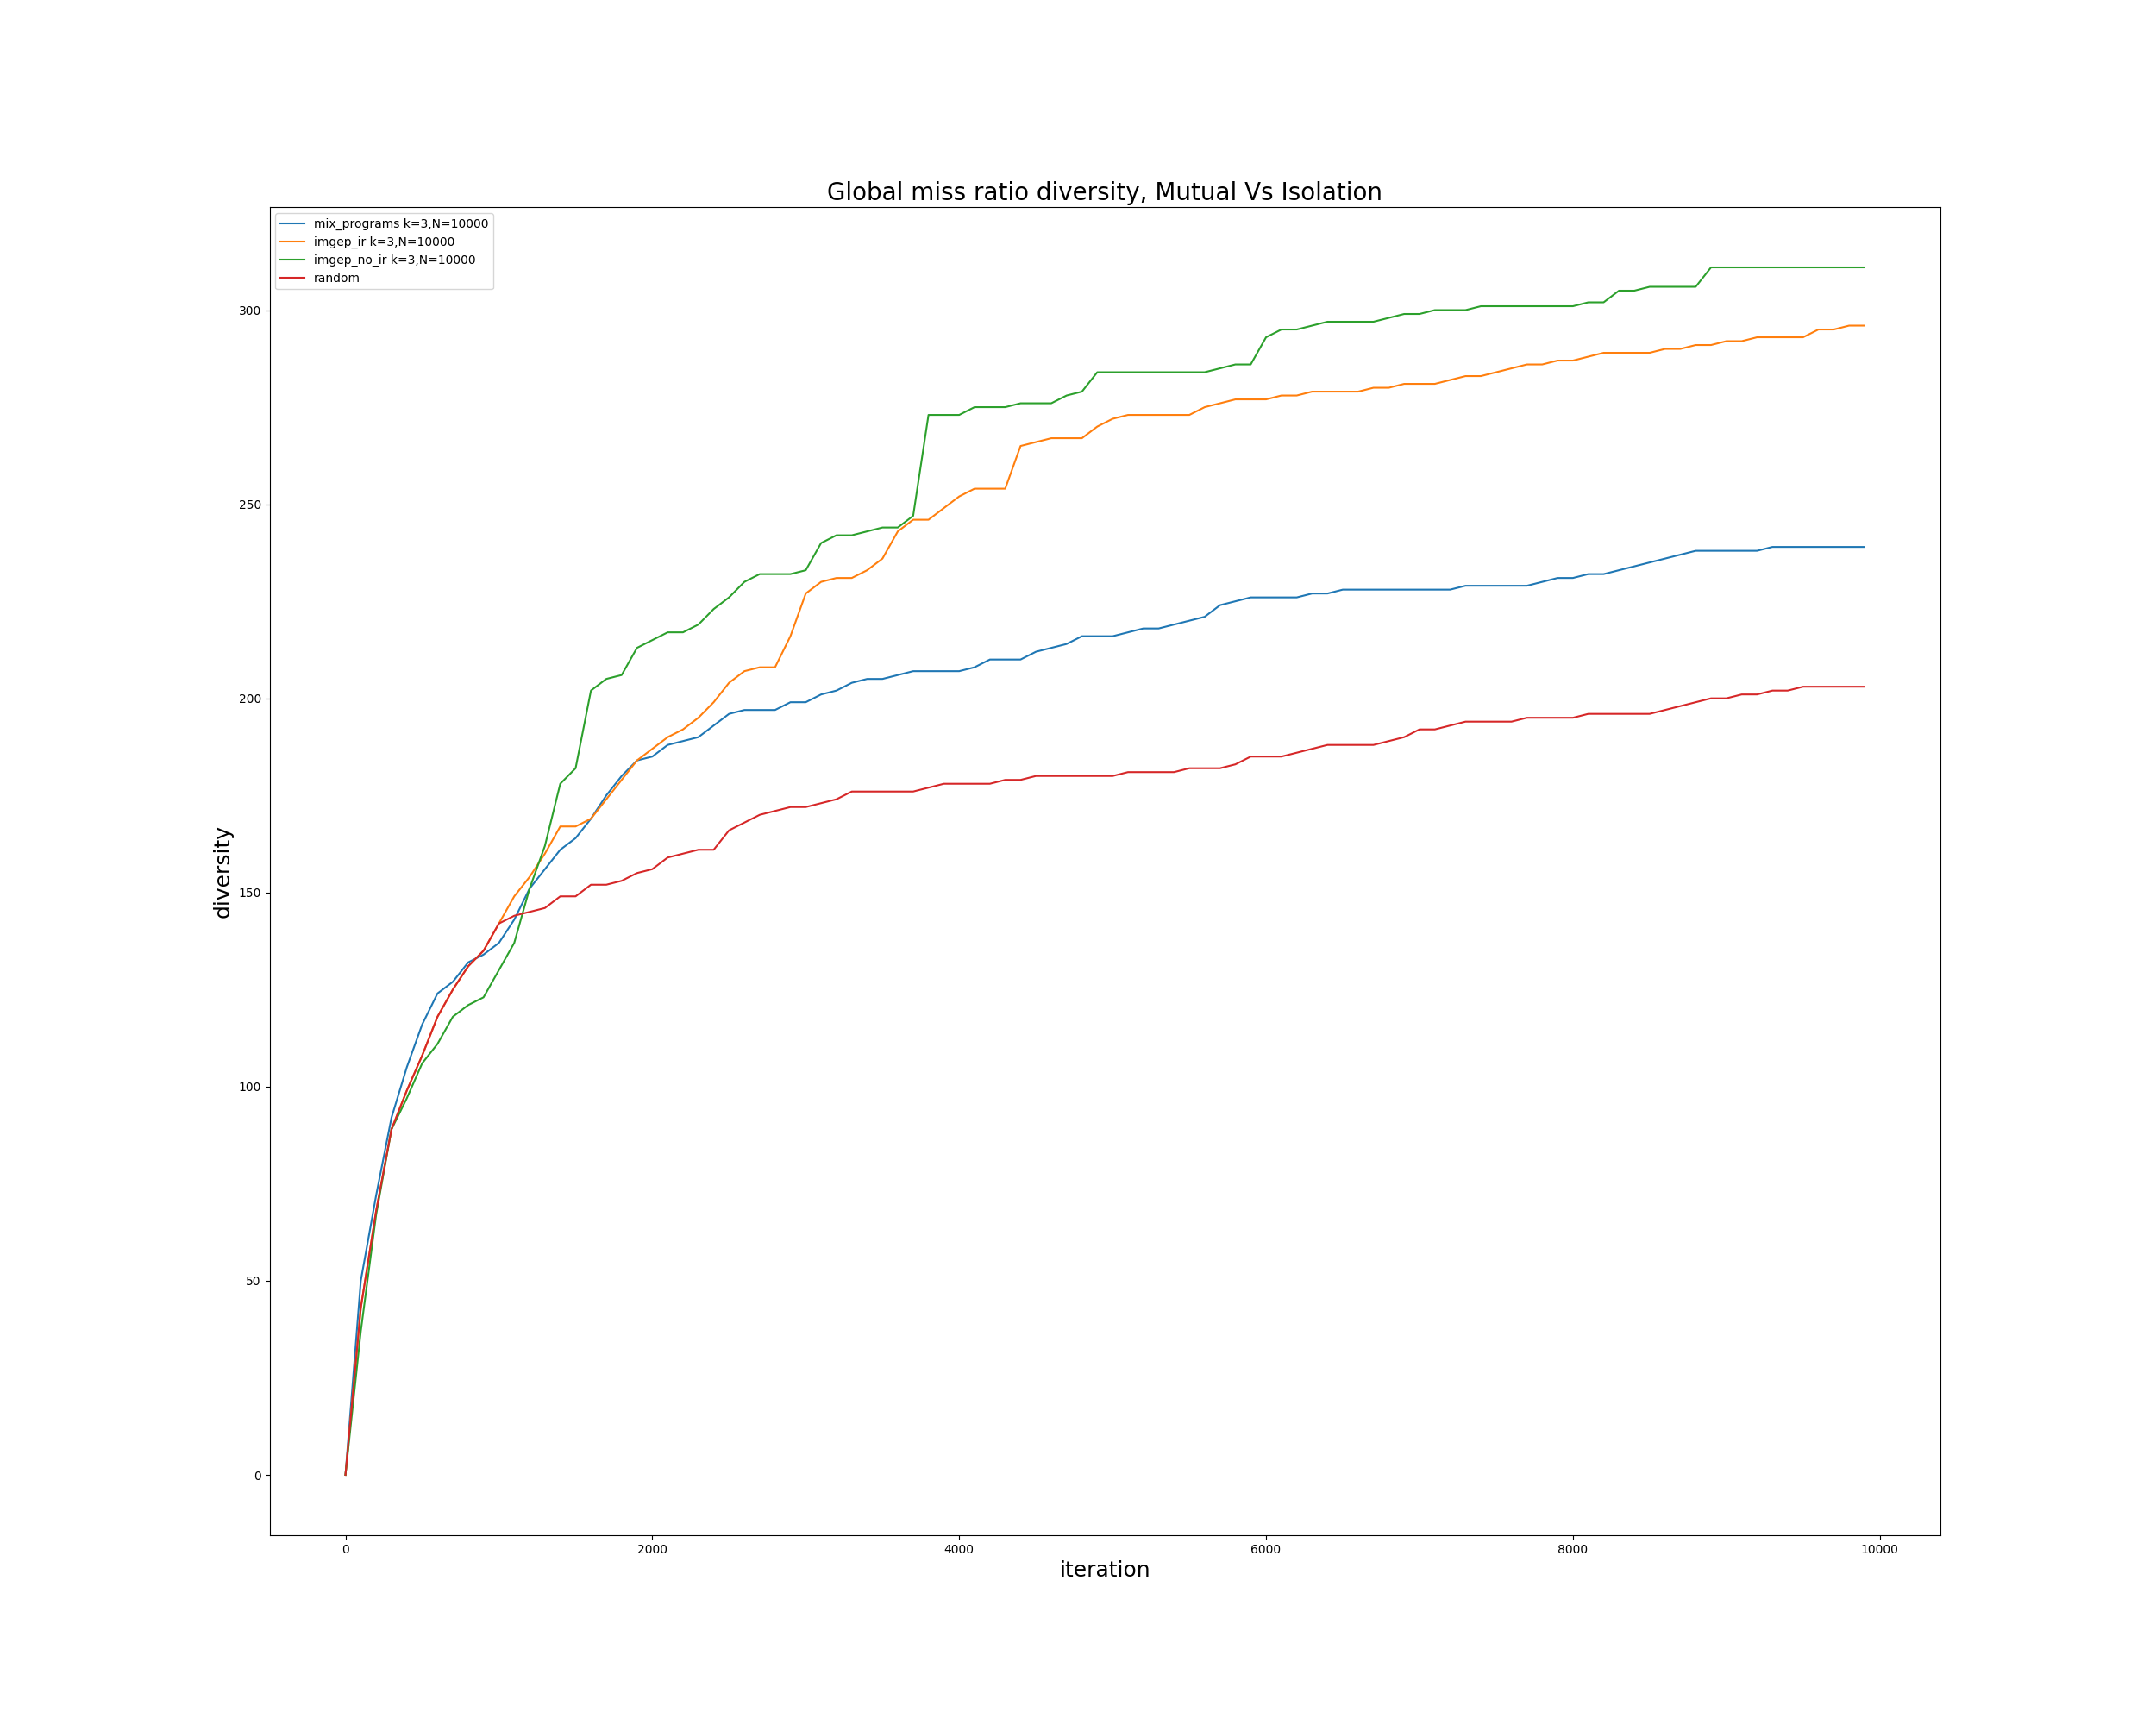 Global miss ratio diversity, Mutual Vs Isolation
mix_programs k=3,N=10000
imgep_ir k=3,N=10000
imgep_no_ir k=3,N=10000
random
300
250
200
150
100
50
0
diversity
0 2000 4000 6000 8000 10000
iteration